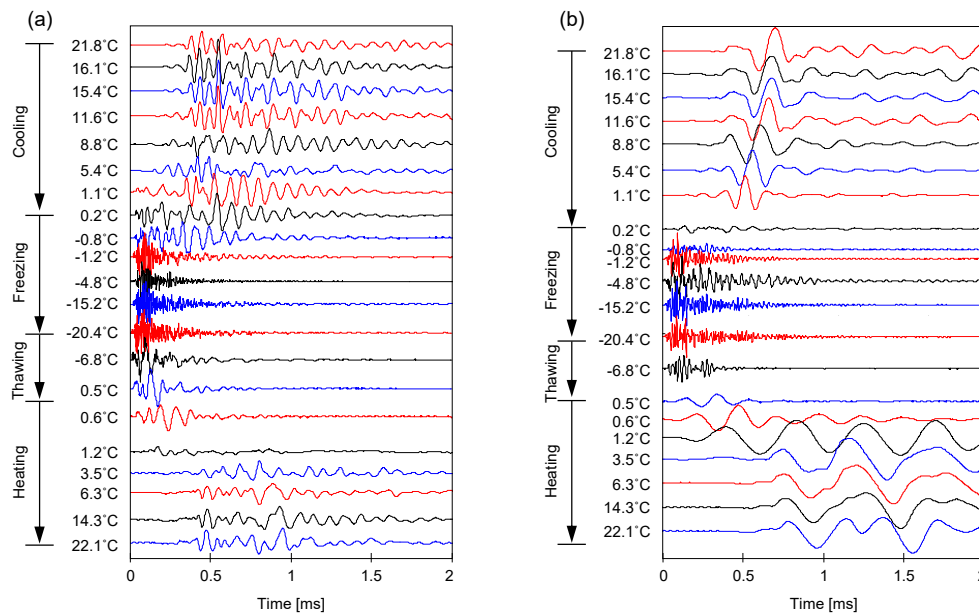 (a)
Cooling
Freezing
Thawing
Heating
21.8°C
16.1°C
15.4°C
11.6°C
8.8°C
5.4°C
1.1°C
0.2°C
-0.8°C
-1.2°C
-4.8°C
-15.2°C
-20.4°C
-6.8°C
0.5°C
0.6°C
1.2°C
3.5°C
6.3°C
14.3°C
22.1°C
0 0.5 1 1.5 2
Time [ms]
(b)
Cooling
Freezing
Thawing
Heating
21.8°C
16.1°C
15.4°C
11.6°C
8.8°C
5.4°C
1.1°C
0.2°C
-0.8°C
-1.2°C
-4.8°C
-15.2°C
-20.4°C
-6.8°C
0.5°C
0.6°C
1.2°C
3.5°C
6.3°C
14.3°C
22.1°C
0 0.5 1 1.5
Time [ms]